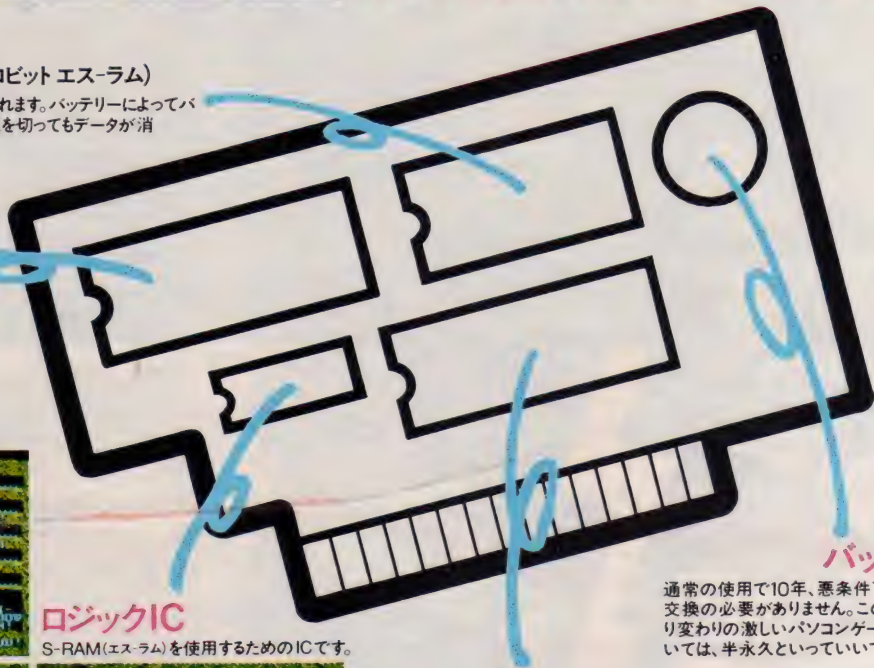 コビット エス-ラム)
れます。バッテリーによってバ
を切ってもデータが消
ロジックIC
S-RAM(エス-ラム)を使用するためのICです。
バッ
通常の使用で10年、悪条件
交換の必要がありません。こ
り変わりの激しいパソコンゲー
いては、半永久といってい